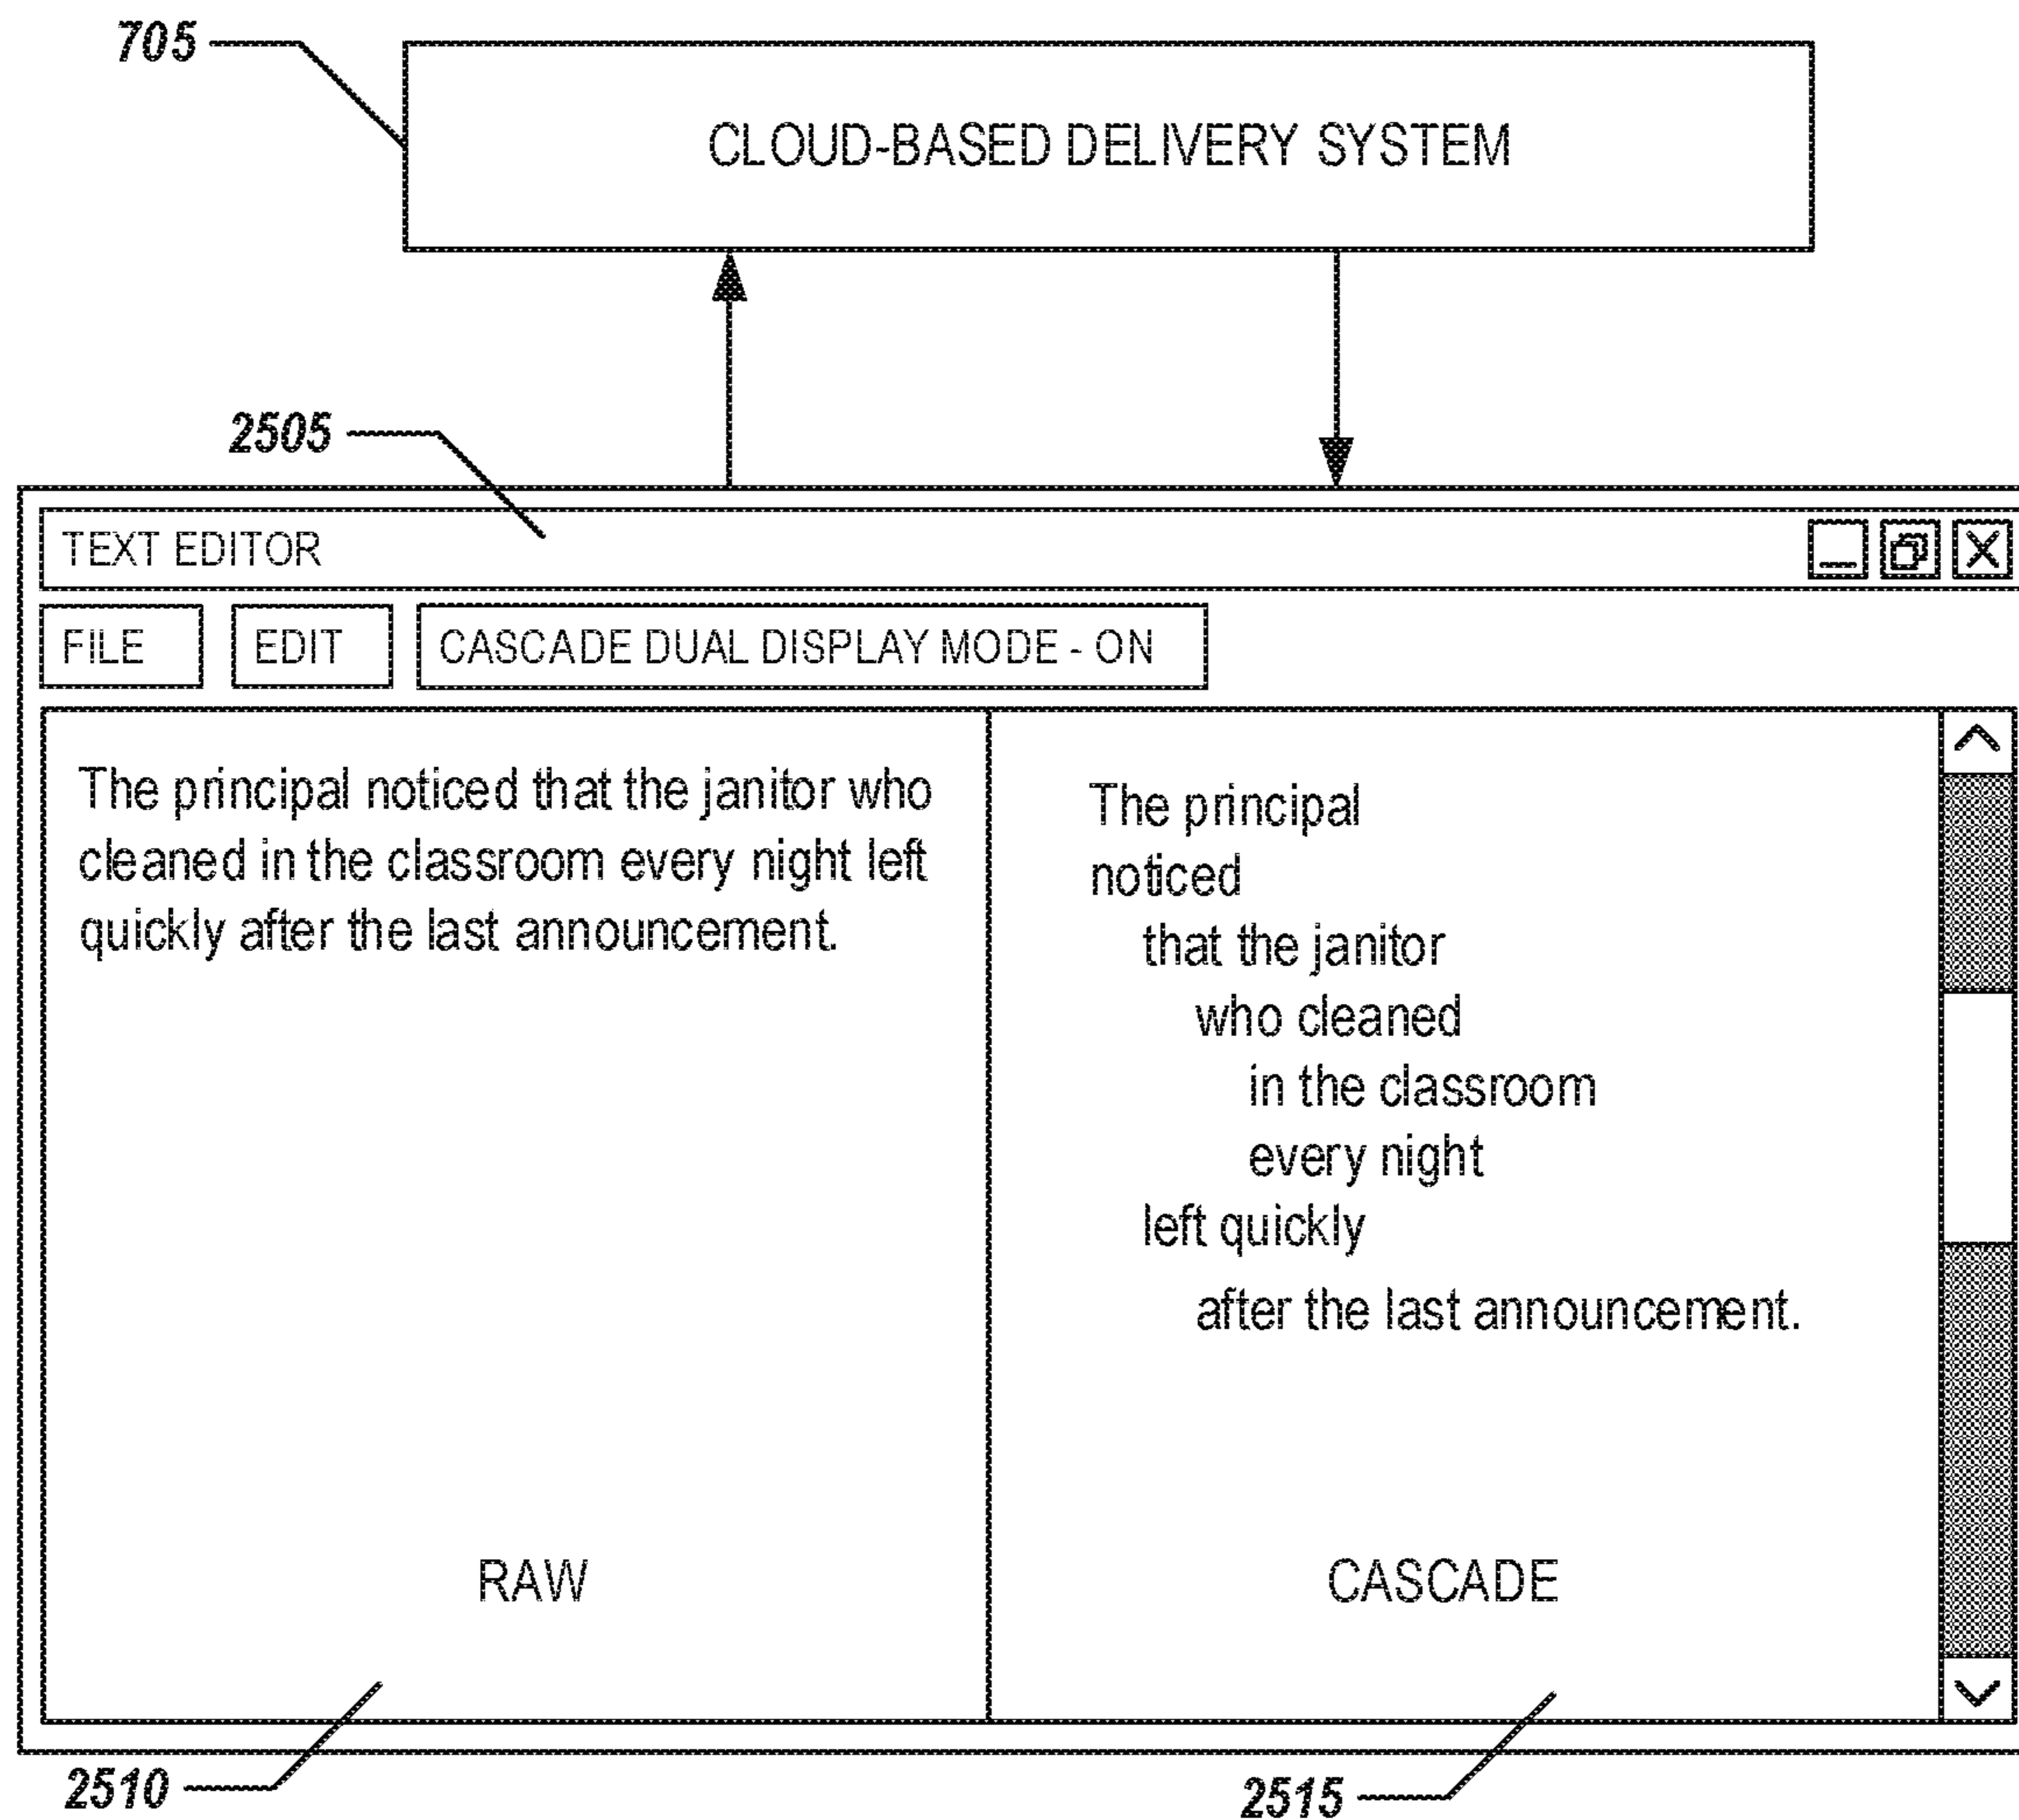 705
CLOUD-BASED DELIVERY SYSTEM
2505
TEXT EDITOR
FILE
EDIT
CASCADE DUAL DISPLAY MODE - ON
The principal noticed that the janitor who
cleaned in the classroom every night left
quickly after the last announcement.
RAW
The principal
noticed
that the janitor
who cleaned
in the classroom
every night
left quickly
after the last announcement.
CASCADE
2510
2515